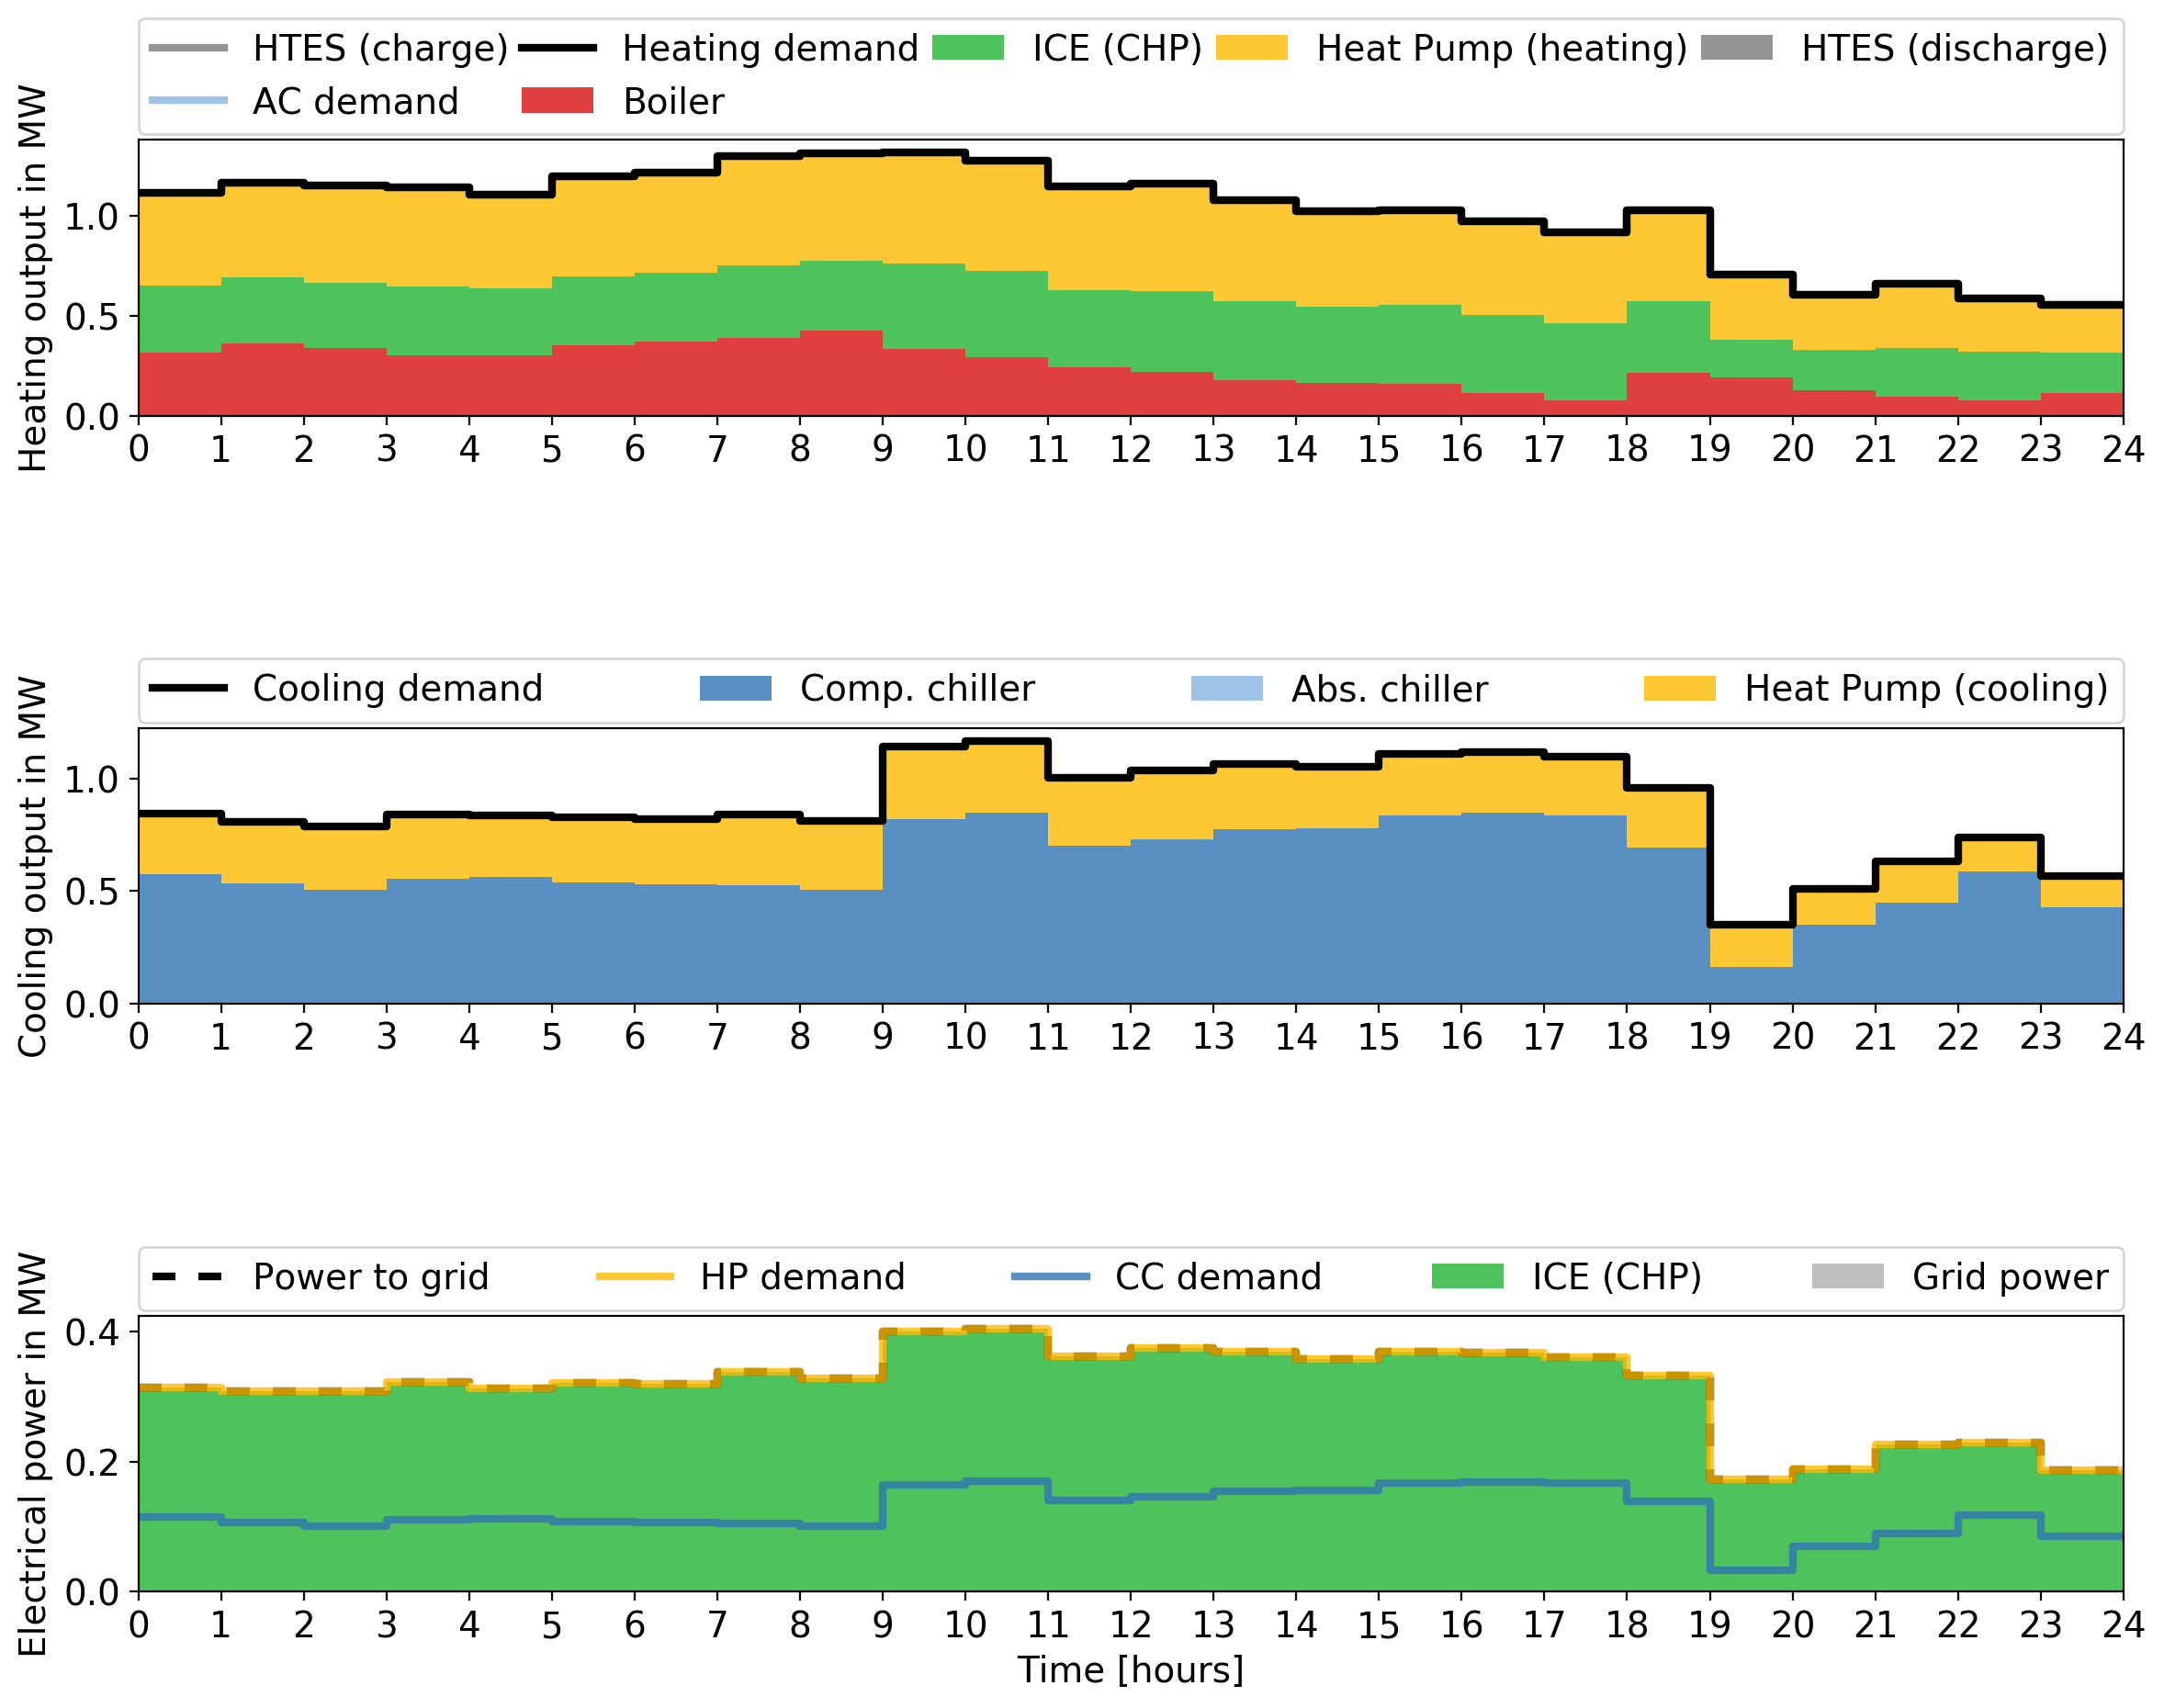 HTES (charge) Heating demand ICE (CHP) Heat Pump (heating) HTES (discharge)
AC demand Boiler
Heating output in MW
1.0
0.5
0.0
0 1 2 3 4 5 6 7 8 9 10 11 12 13 14 15 16 17 18 19 20 21 22 23 24
Cooling demand Comp. chiller Abs. chiller Heat Pump (cooling)
Cooling output in MW
1.0
0.5
0.0
0 1 2 3 4 5 6 7 8 9 10 11 12 13 14 15 16 17 18 19 20 21 22 23 24
Power to grid HP demand CC demand ICE (CHP) Grid power
Electrical power in MW
0.4
0.2
0.0
0 1 2 3 4 5 6 7 8 9 10 11 12 13 14 15 16 17 18 19 20 21 22 23 24
Time [hours]